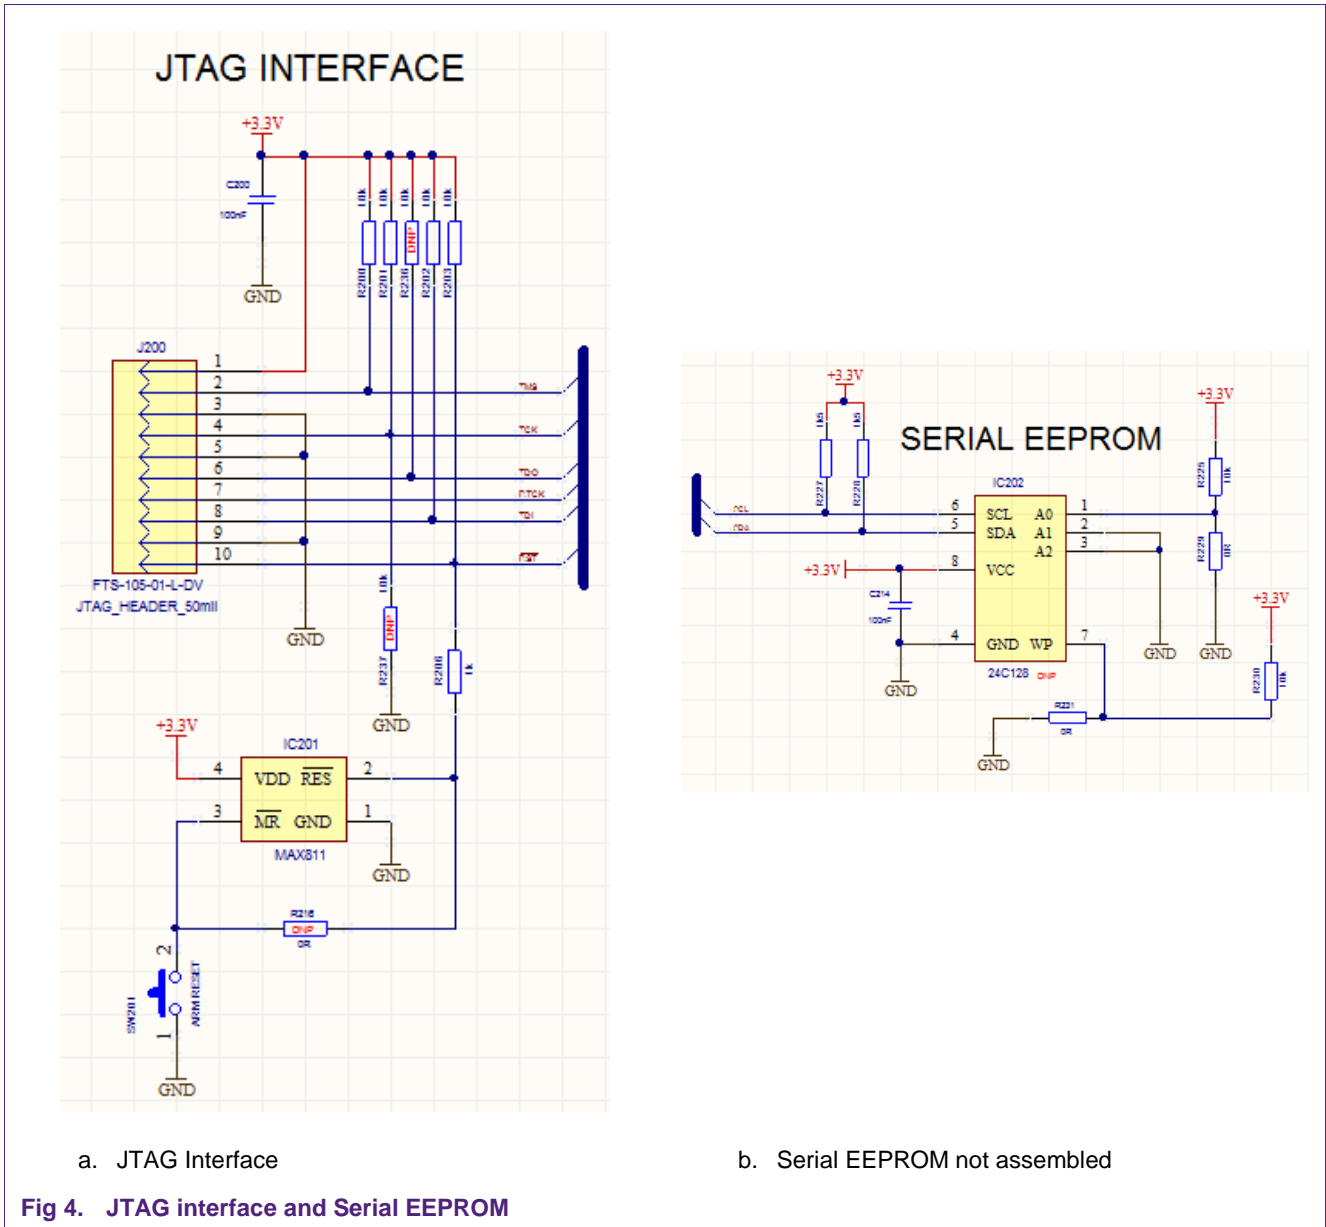 JTAG INTERFACE
+3.3V
C200
100nF
GND
10k
10k
10k
10k
10k
DNP
R200
R201
R236
R202
R203
J200
1
2
3
4
5
6
7
8
9
10
TMS
TCK
TDO
RTCK
TDI
RST
FTS-105-01-L-DV
JTAG_HEADER_50mil
GND
10k
DNP
R237
GND
R206
1k
+3.3V
IC201
4 VDD RES 2
3 MR GND 1
MAX811
GND
R216
DNP
0R
2
SW201
ARM RESET
1
GND
SERIAL EEPROM
+3.3V
1k5
1k5
R227
R228
IC202
6 SCL A0 1
5 SDA A1 2
A2 3
8 VCC
4 GND WP 7
24C128 DNP
+3.3V
C214
100nF
GND
+3.3V
R225
10k
R229
0R
GND
GND
+3.3V
R230
10k
R231
0R
GND
a. JTAG Interface
b. Serial EEPROM not assembled
Fig 4. JTAG interface and Serial EEPROM